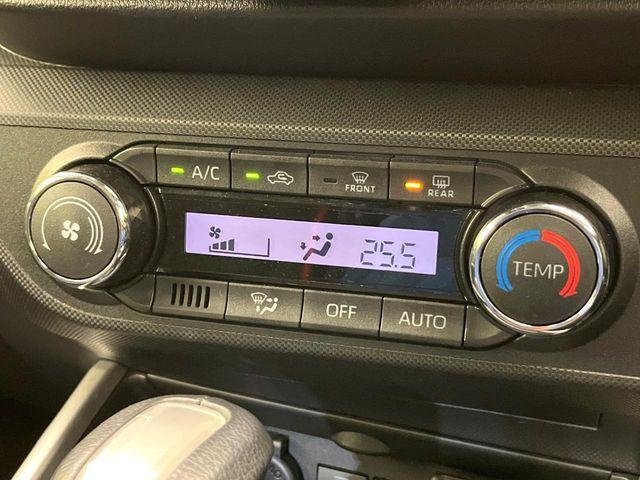 A/C
FRONT
REAR
25.5
TEMP
OFF
AUTO